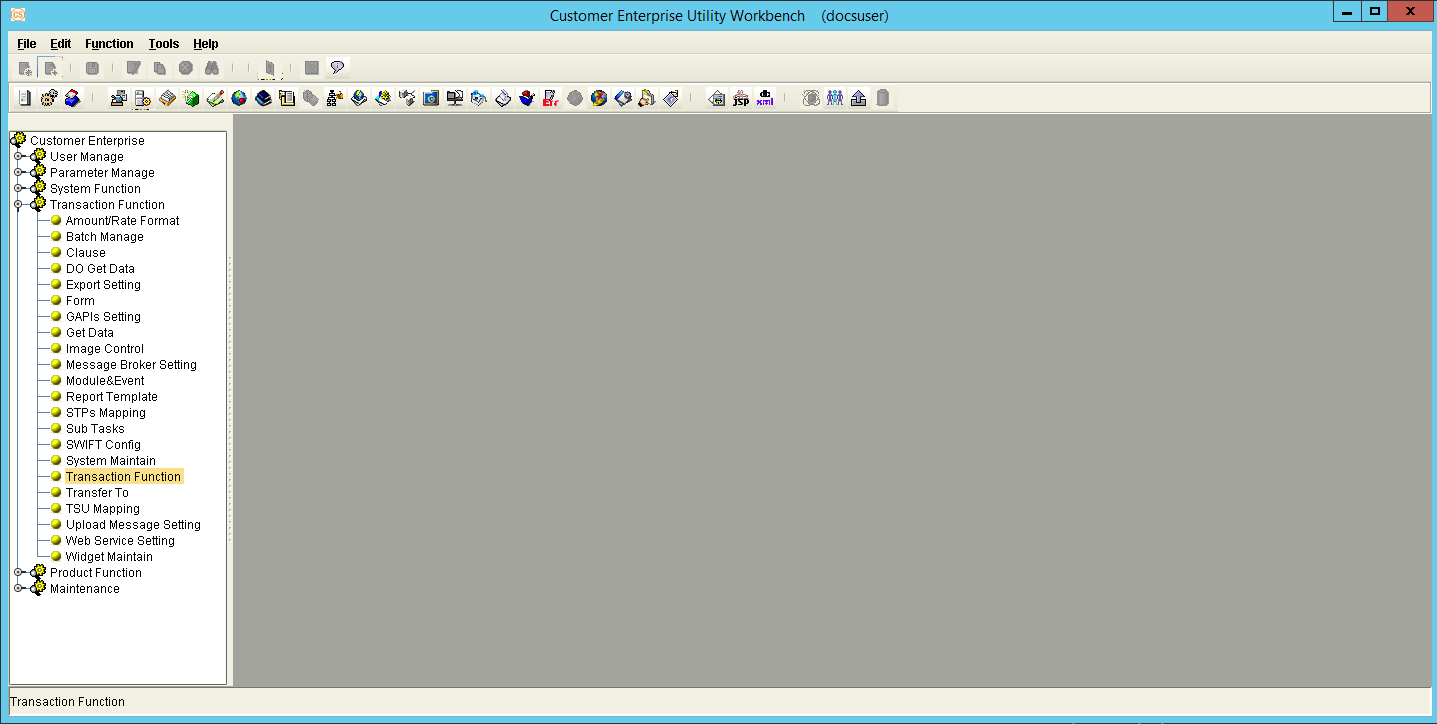 CS
Customer Enterprise Utility Workbench (docsuser)
File Edit Function Tools Help
JSP
xml
Customer Enterprise
User Manage
Parameter Manage
System Function
Transaction Function
Amount/Rate Format
Batch Manage
Clause
DO Get Data
Export Setting
Form
GAPIs Setting
Get Data
Image Control
Message Broker Setting
Module&Event
Report Template
STPs Mapping
Sub Tasks
SWIFT Config
System Maintain
Transaction Function
Transfer To
TSU Mapping
Upload Message Setting
Web Service Setting
Widget Maintain
Product Function
Maintenance
Transaction Function